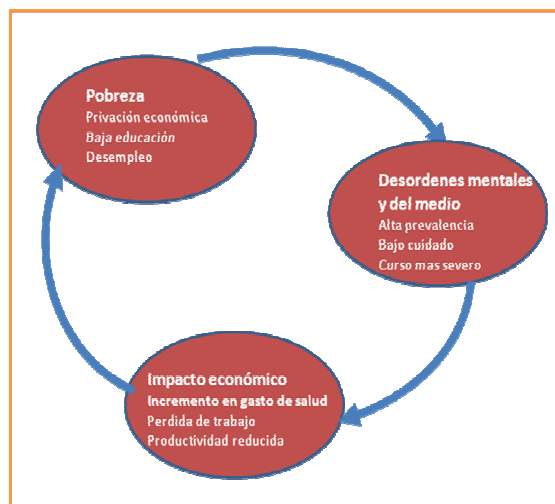 Pobreza
Privación económica
Baja educación
Desempleo
Desordenes mentales
y del medio
Alta prevalencia
Bajo cuidado
Curso mas severo
Impacto económico
Incremento en gasto de salud
Perdida de trabajo
Productividad reducida